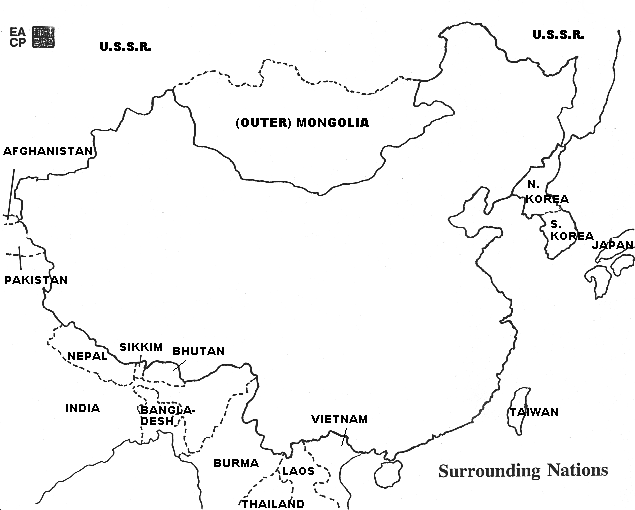 EA
CP
U.S.S.R.
U.S.S.R.
(OUTER) MONGOLIA
AFGHANISTAN
N.
KOREA
S.
KOREA
JAPAN
PAKISTAN
SIKKIM
BHUTAN
NEPAL
INDIA
BANGLA-
DESH
TAIWAN
VIETNAM
BURMA
LAOS
THAILAND
Surrounding Nations